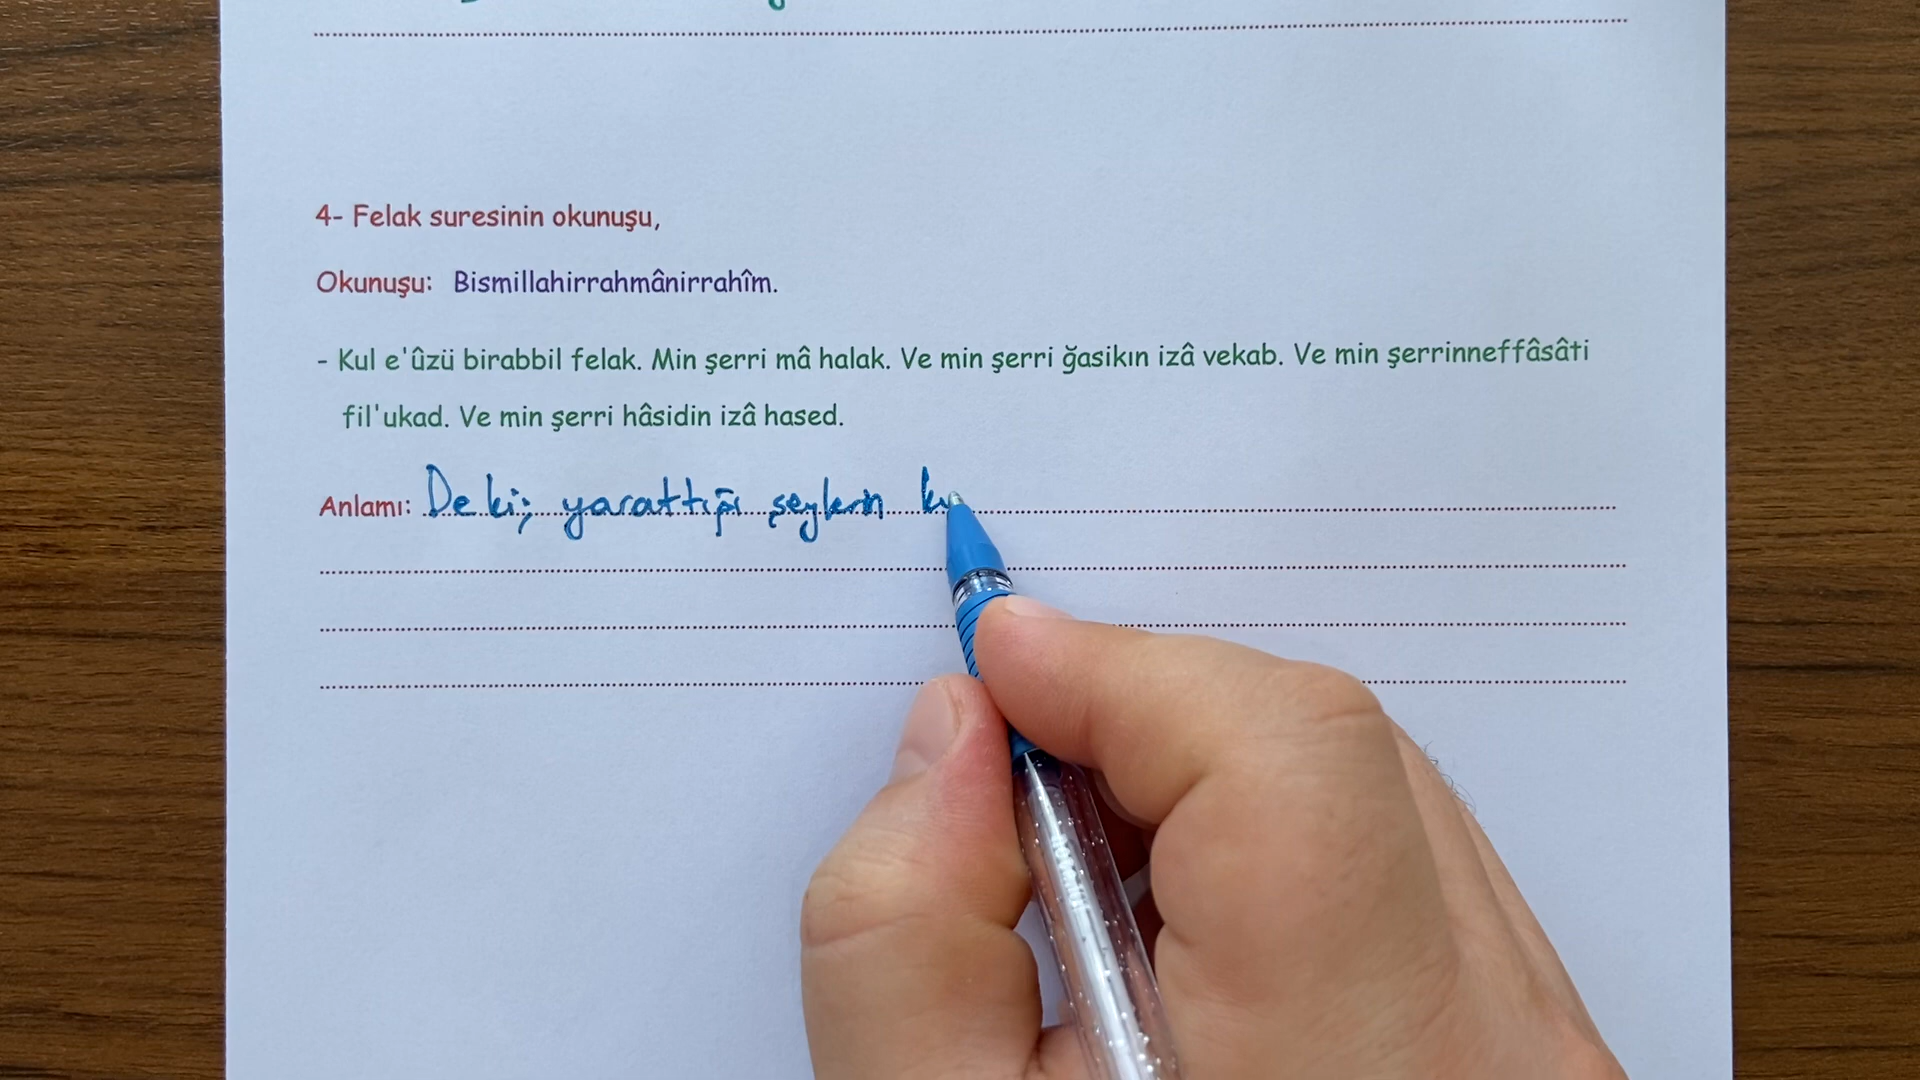 4- Felak suresinin okunuşu,
Okunuşu: Bismillahirrahmânirrahîm.
- Kul e'ûzü birabbil felak. Min şerri mâ halak. Ve min şerri ğasikın izâ vekab. Ve min şerrinneffâsâti
fil'ukad. Ve min şerri hâsidin izâ hased.
Anlamı: De ki; yarattığı şeylerin